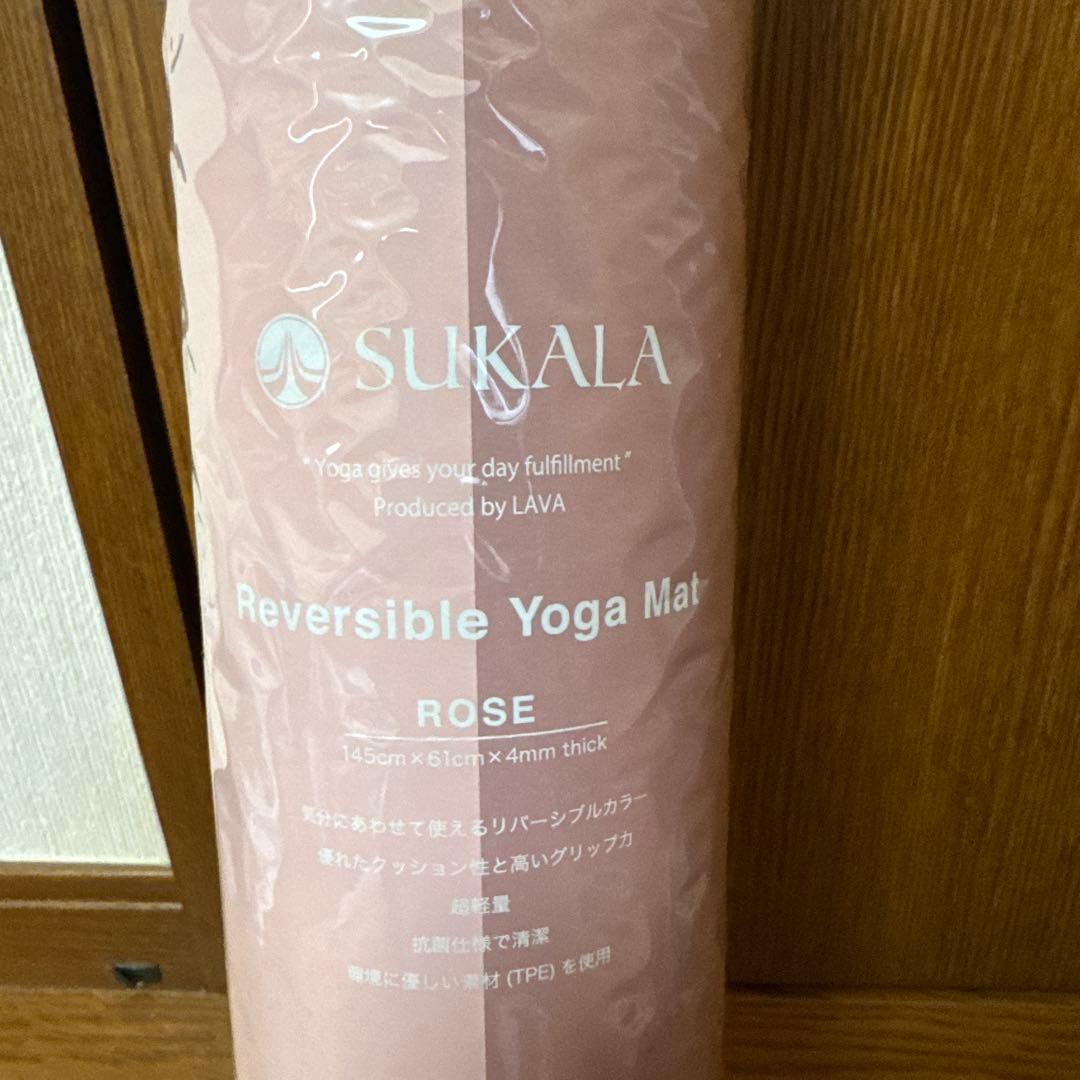 SUKALA
"Yoga gives your day fulfillment"
Produced by LAVA
Reversible Yoga Mat
ROSE
145cm×61cm×4mm thick
気分にあわせて使えるリバーシブルカラー
優れたクッション性と高いグリップ力
超軽量
抗菌仕様で清潔
環境に優しい素材(TPE)を使用